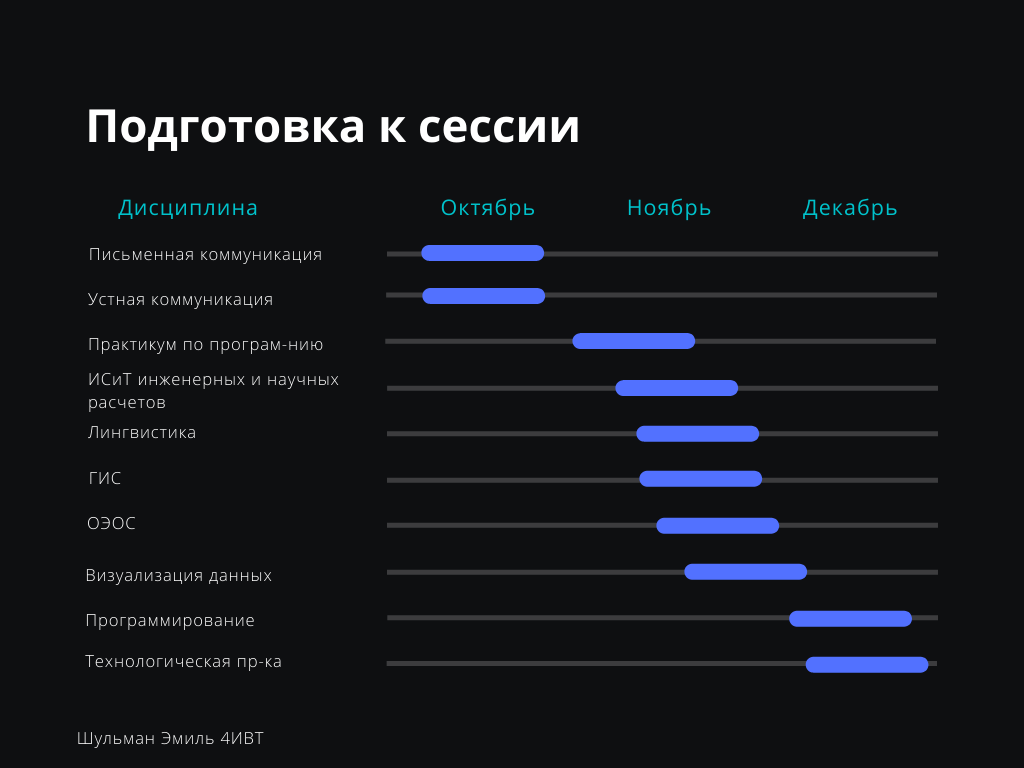 Подготовка к сессии
Дисциплина Октябрь Ноябрь Декабрь
Письменная коммуникация
Устная коммуникация
Практикум по програм-нию
ИСиТ инженерных и научных
расчетов
Лингвистика
ГИС
ОЭОС
Визуализация данных
Программирование
Технологическая пр-ка
Шульман Эмиль 4ИВТ